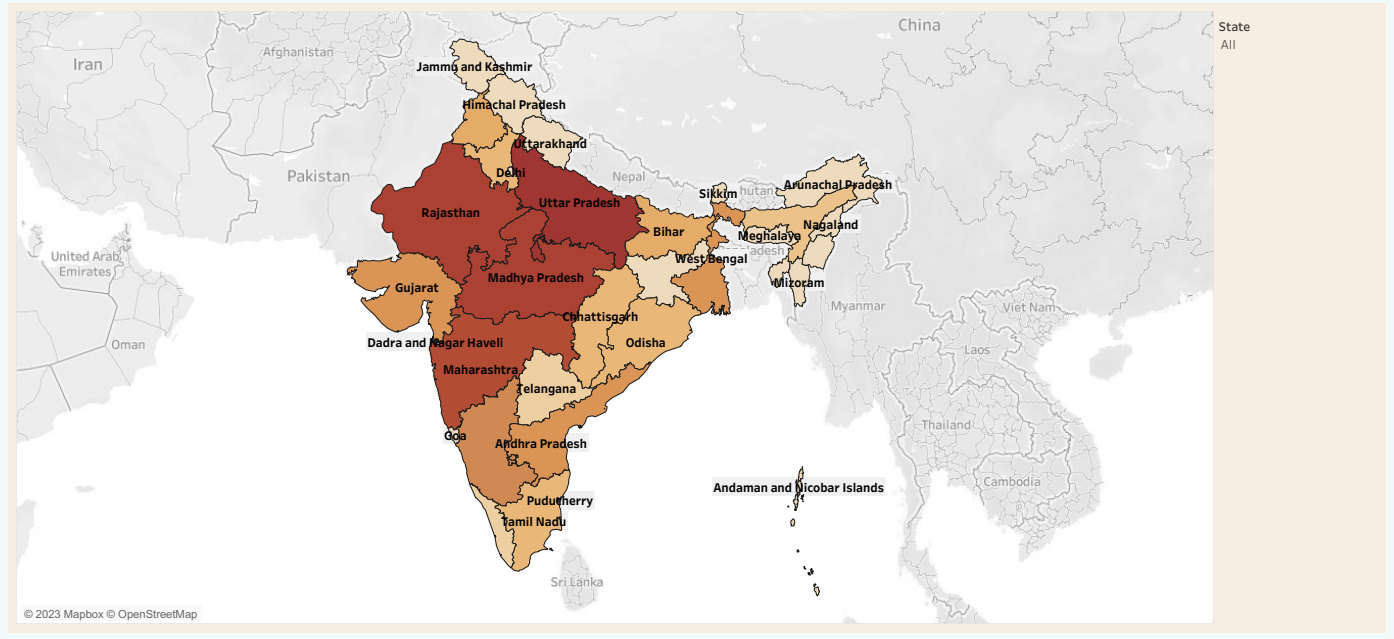 China
State
All
Iran
Afghanistan
Jammu and Kashmir
Himachal Pradesh
Uttarakhand
Pakistan
Delhi
Nepal
Sikkim
hutan
Arunachal Pradesh
Rajasthan
Uttar Pradesh
Bihar
Nagaland
Meghalaya
adesh
United Arab
Emirates
West Bengal
Madhya Pradesh
Mizoram
Gujarat
Myanmar
Viet Nam
Chhattisgarh
Oman
Dadra and Nagar Haveli
Odisha
Laos
Maharashtra
Telangana
Thailand
Goa
Andhra Pradesh
Cambodia
Andaman and Nicobar Islands
Puducherry
Tamil Nadu
Sri Lanka
© 2023 Mapbox © OpenStreetMap